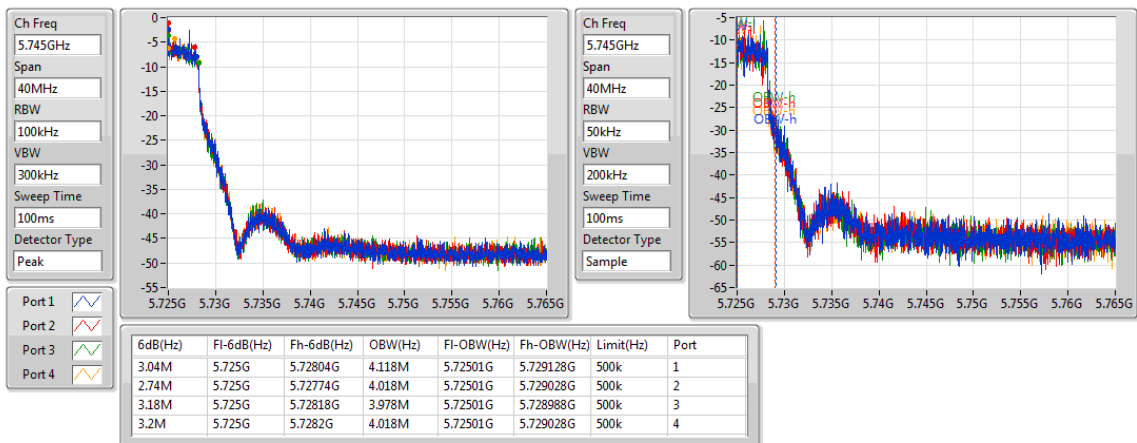 Ch Freq
5.745GHz
Span
40MHz
RBW
100kHz
VBW
300kHz
Sweep Time
100ms
Detector Type
Peak
0
-5
-10
-15
-20
-25
-30
-35
-40
-45
-50
-55
5.725G 5.73G 5.735G 5.74G 5.745G 5.75G 5.755G 5.76G 5.765G
Ch Freq
5.745GHz
Span
40MHz
RBW
50kHz
VBW
200kHz
Sweep Time
100ms
Detector Type
Sample
-5
-10
-15
-20
-25
-30
-35
-40
-45
-50
-55
-60
-65
OBW-h
OBW-h
OBW-h
OBW-h
5.725G 5.73G 5.735G 5.74G 5.745G 5.75G 5.755G 5.76G 5.765G
Port 1
Port 2
Port 3
Port 4
6dB(Hz) Fl-6dB(Hz) Fh-6dB(Hz) OBW(Hz) Fl-OBW(Hz) Fh-OBW(Hz) Limit(Hz) Port
3.04M 5.725G 5.72804G 4.118M 5.72501G 5.729128G 500k 1
2.74M 5.725G 5.72774G 4.018M 5.72501G 5.729028G 500k 2
3.18M 5.725G 5.72818G 3.978M 5.72501G 5.728988G 500k 3
3.2M 5.725G 5.7282G 4.018M 5.72501G 5.729028G 500k 4